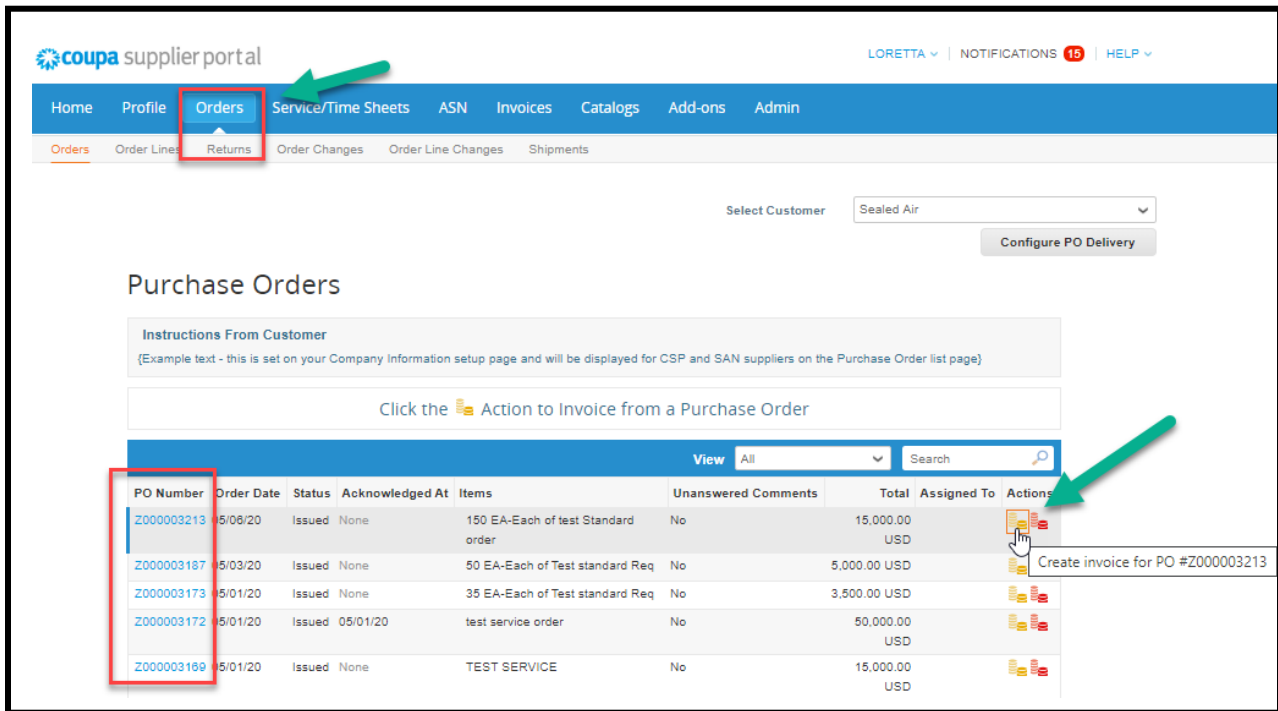 coupa supplier portal
LORETTA NOTIFICATIONS 15 HELP
Home Profile Orders Service/Time Sheets ASN Invoices Catalogs Add-ons Admin
Orders Order Lines Returns Order Changes Order Line Changes Shipments
Select Customer Sealed Air
Configure PO Delivery
Purchase Orders
Instructions From Customer
{Example text - this is set on your Company Information setup page and will be displayed for CSP and SAN suppliers on the Purchase Order list page}
Click the Action to Invoice from a Purchase Order
View All Search
PO Number Order Date Status Acknowledged At Items Unanswered Comments Total Assigned To Actions
Z000003213 05/06/20 Issued None 150 EA-Each of test Standard No 15,000.00
order USD
Create invoice for PO #Z000003213
Z000003187 05/03/20 Issued None 50 EA-Each of Test standard Req No 5,000.00 USD
Z000003173 05/01/20 Issued None 35 EA-Each of Test standard Req No 3,500.00 USD
Z000003172 05/01/20 Issued 05/01/20 test service order No 50,000.00
USD
Z000003169 05/01/20 Issued None TEST SERVICE No 15,000.00
USD